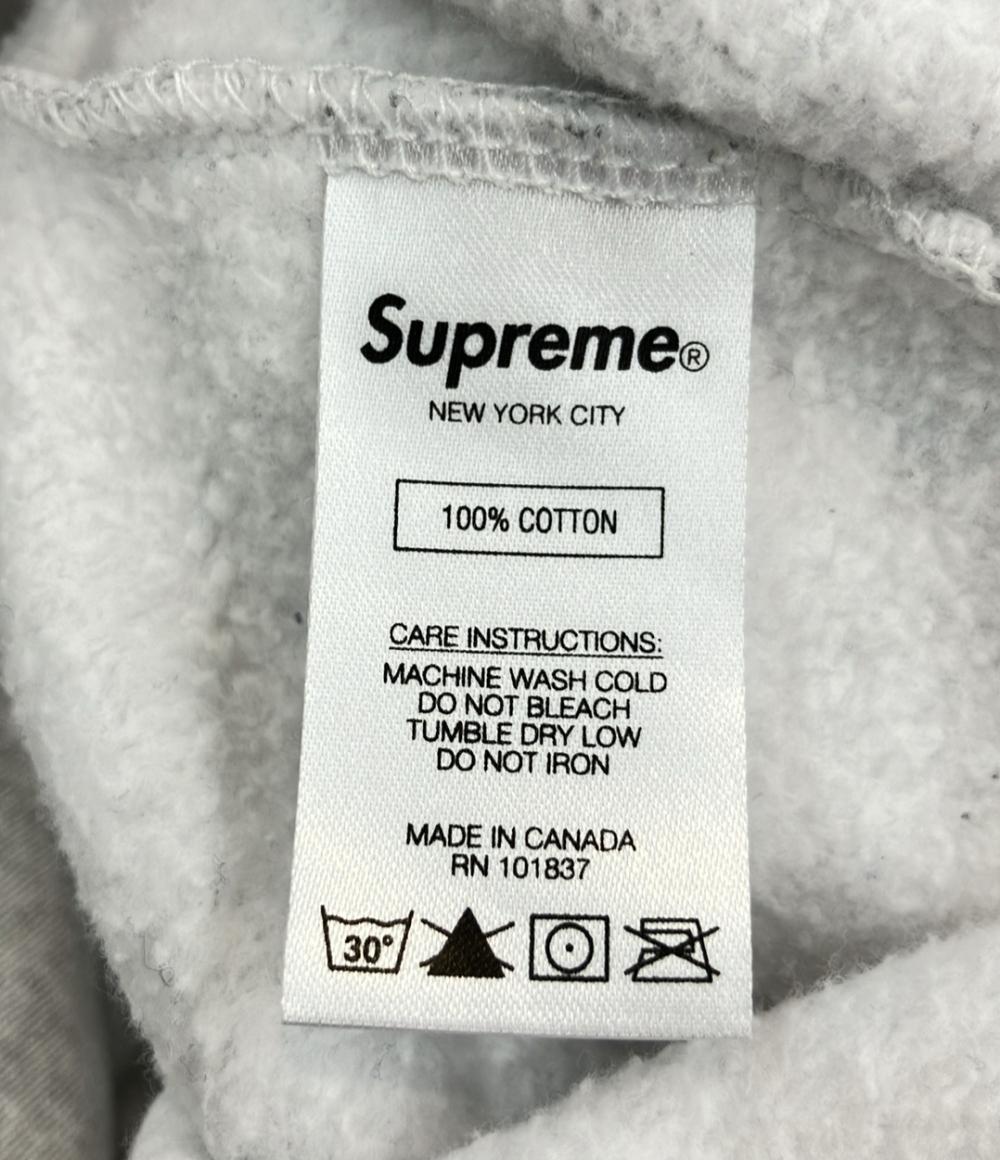 Supreme®
NEW YORK CITY
100% COTTON
CARE INSTRUCTIONS:
MACHINE WASH COLD
DO NOT BLEACH
TUMBLE DRY LOW
DO NOT IRON
MADE IN CANADA
RN 101837
30°